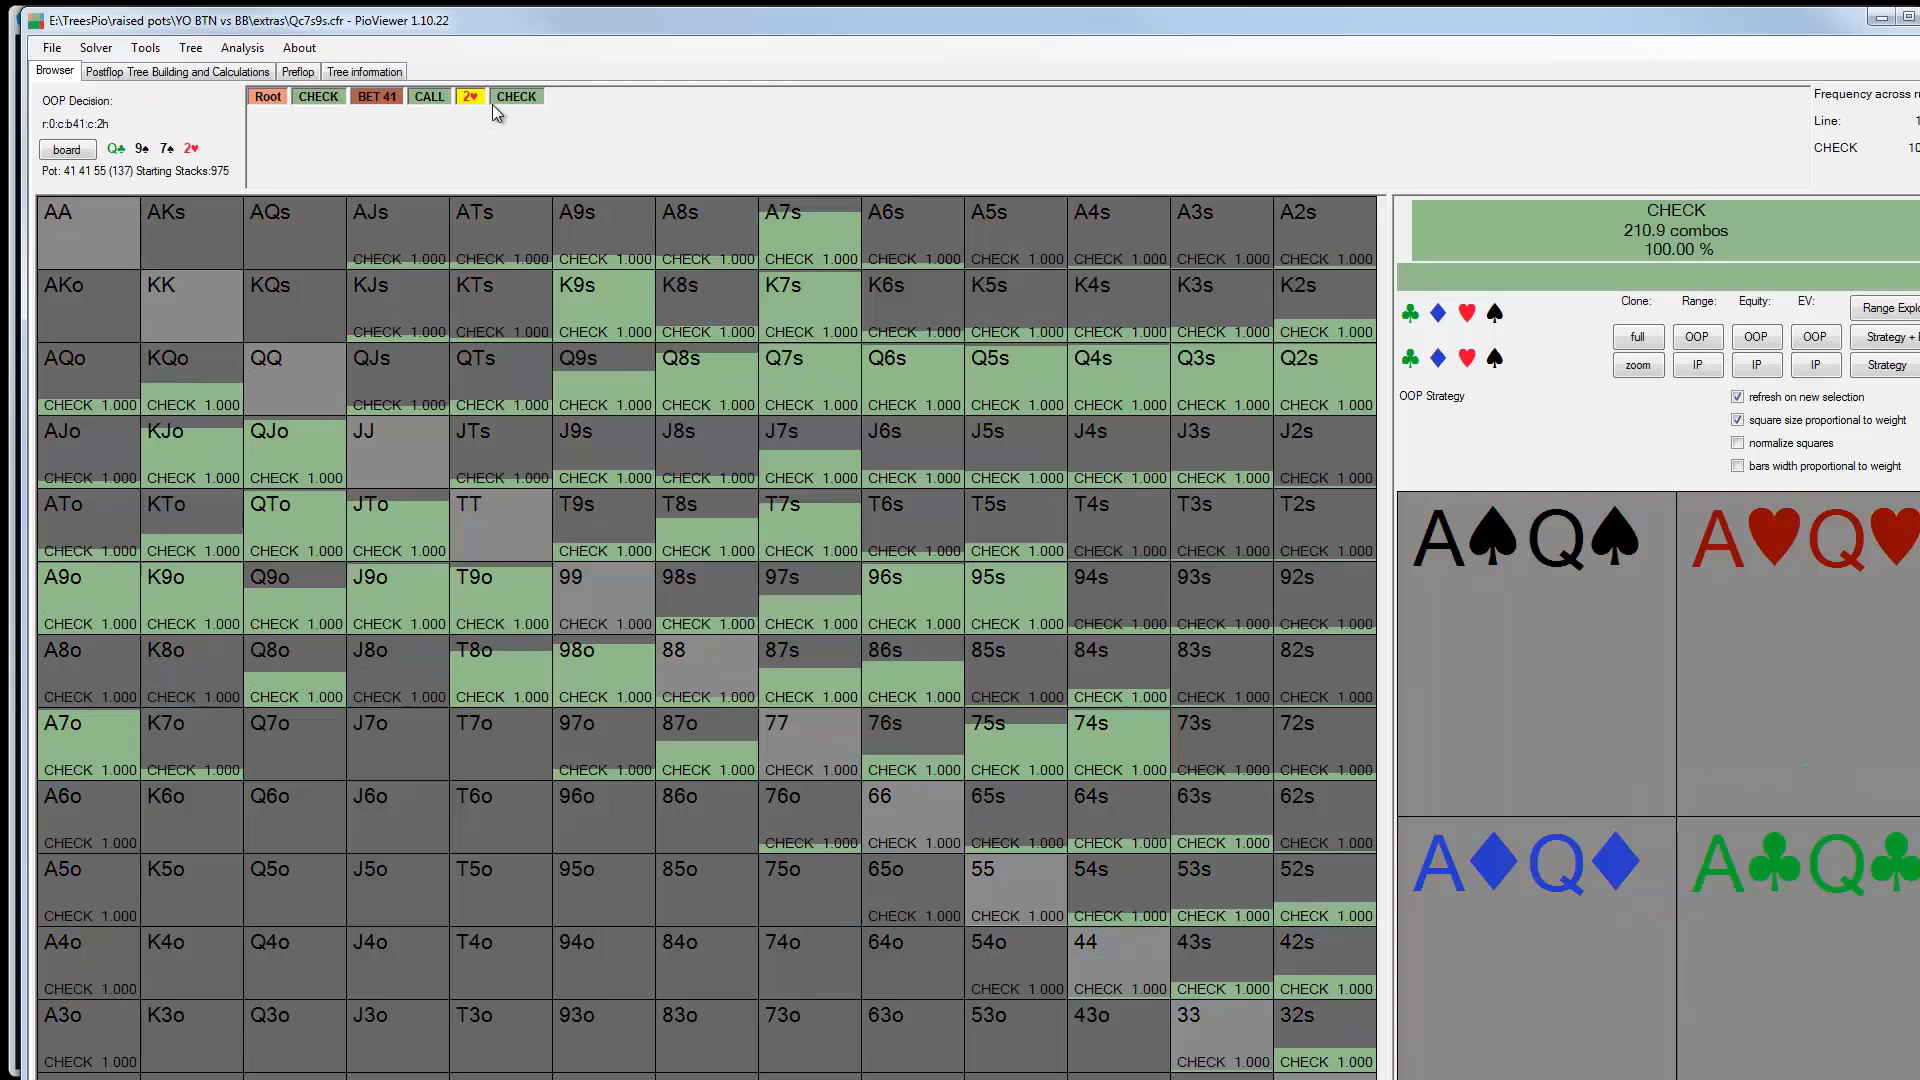 E:\TreesPio\raised pots\YO BTN vs BB\extras\Qc7s9s.cfr - PioViewer 1.10.22
File Solver Tools Tree Analysis About
Browser Postflop Tree Building and Calculations Preflop Tree information
OOP Decision:
r:0:c:b41:c:2h
board Q♣ 9♠ 7♠ 2♥
Pot: 41 41 55 (137) Starting Stacks:975
Root CHECK BET 41 CALL 2♥ CHECK
Frequency across ru
Line: 1
CHECK 10
AA AKs AQs AJs ATs A9s A8s A7s A6s A5s A4s A3s A2s
CHECK 1.000 CHECK 1.000 CHECK 1.000 CHECK 1.000 CHECK 1.000 CHECK 1.000 CHECK 1.000 CHECK 1.000 CHECK 1.000 CHECK 1.000
AKo KK KQs KJs KTs K9s K8s K7s K6s K5s K4s K3s K2s
CHECK 1.000 CHECK 1.000 CHECK 1.000 CHECK 1.000 CHECK 1.000 CHECK 1.000 CHECK 1.000 CHECK 1.000 CHECK 1.000 CHECK 1.000
AQo KQo QQ QJs QTs Q9s Q8s Q7s Q6s Q5s Q4s Q3s Q2s
CHECK 1.000 CHECK 1.000 CHECK 1.000 CHECK 1.000 CHECK 1.000 CHECK 1.000 CHECK 1.000 CHECK 1.000 CHECK 1.000 CHECK 1.000 CHECK 1.000 CHECK 1.000
AJo KJo QJo JJ JTs J9s J8s J7s J6s J5s J4s J3s J2s
CHECK 1.000 CHECK 1.000 CHECK 1.000 CHECK 1.000 CHECK 1.000 CHECK 1.000 CHECK 1.000 CHECK 1.000 CHECK 1.000 CHECK 1.000 CHECK 1.000 CHECK 1.000
ATo KTo QTo JTo TT T9s T8s T7s T6s T5s T4s T3s T2s
CHECK 1.000 CHECK 1.000 CHECK 1.000 CHECK 1.000 CHECK 1.000 CHECK 1.000 CHECK 1.000 CHECK 1.000 CHECK 1.000 CHECK 1.000 CHECK 1.000 CHECK 1.000
A9o K9o Q9o J9o T9o 99 98s 97s 96s 95s 94s 93s 92s
CHECK 1.000 CHECK 1.000 CHECK 1.000 CHECK 1.000 CHECK 1.000 CHECK 1.000 CHECK 1.000 CHECK 1.000 CHECK 1.000 CHECK 1.000 CHECK 1.000 CHECK 1.000 CHECK 1.000
A8o K8o Q8o J8o T8o 98o 88 87s 86s 85s 84s 83s 82s
CHECK 1.000 CHECK 1.000 CHECK 1.000 CHECK 1.000 CHECK 1.000 CHECK 1.000 CHECK 1.000 CHECK 1.000 CHECK 1.000 CHECK 1.000 CHECK 1.000 CHECK 1.000 CHECK 1.000
A7o K7o Q7o J7o T7o 97o 87o 77 76s 75s 74s 73s 72s
CHECK 1.000 CHECK 1.000 CHECK 1.000 CHECK 1.000 CHECK 1.000 CHECK 1.000 CHECK 1.000 CHECK 1.000 CHECK 1.000 CHECK 1.000
A6o K6o Q6o J6o T6o 96o 86o 76o 66 65s 64s 63s 62s
CHECK 1.000 CHECK 1.000 CHECK 1.000 CHECK 1.000 CHECK 1.000 CHECK 1.000 CHECK 1.000
A5o K5o Q5o J5o T5o 95o 85o 75o 65o 55 54s 53s 52s
CHECK 1.000 CHECK 1.000 CHECK 1.000 CHECK 1.000 CHECK 1.000 CHECK 1.000
A4o K4o Q4o J4o T4o 94o 84o 74o 64o 54o 44 43s 42s
CHECK 1.000 CHECK 1.000 CHECK 1.000 CHECK 1.000 CHECK 1.000
A3o K3o Q3o J3o T3o 93o 83o 73o 63o 53o 43o 33 32s
CHECK 1.000 CHECK 1.000 CHECK 1.000
CHECK
210.9 combos
100.00 %
Clone: Range: Equity: EV: Range Explo
♣ ♦ ♥ ♠
full OOP OOP OOP Strategy + E
♣ ♦ ♥ ♠
zoom IP IP IP Strategy
OOP Strategy
refresh on new selection
square size proportional to weight
normalize squares
bars width proportional to weight
A♠Q♠ A♥Q♥
A♦Q♦ A♣Q♣